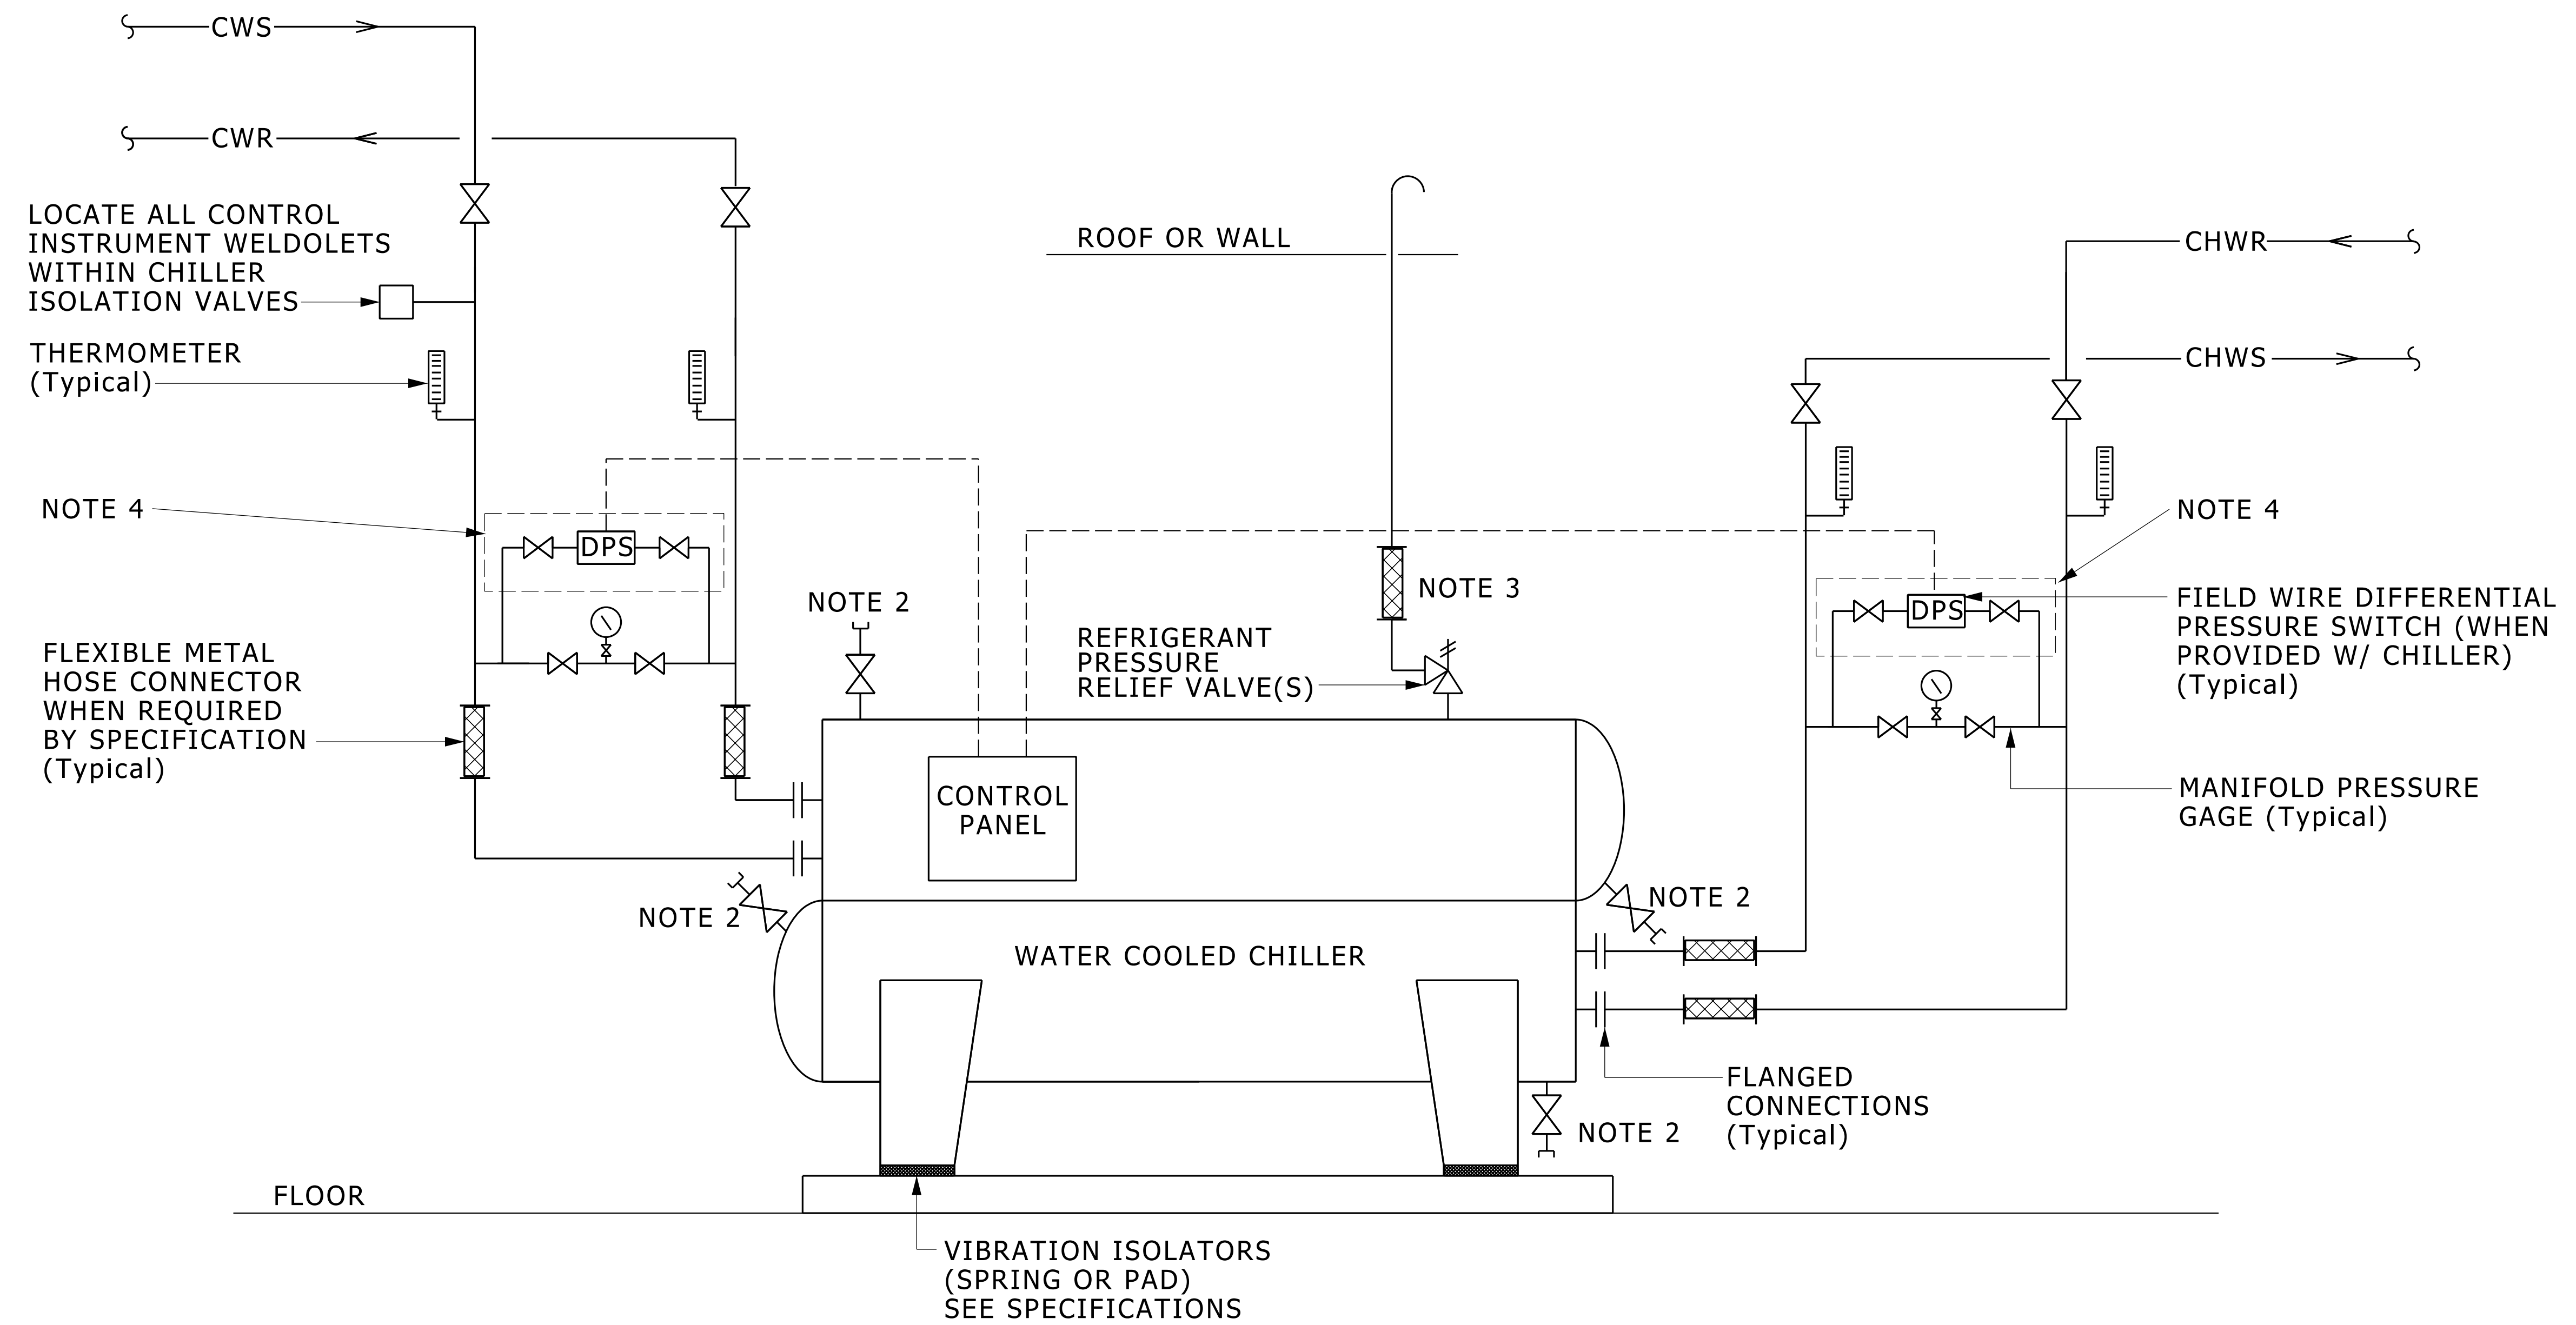 CWS
CWR
LOCATE ALL CONTROL
INSTRUMENT WELDOLETS
WITHIN CHILLER
ISOLATION VALVES
THERMOMETER
(Typical)
NOTE 4
DPS
FLEXIBLE METAL
HOSE CONNECTOR
WHEN REQUIRED
BY SPECIFICATION
(Typical)
NOTE 2
ROOF OR WALL
NOTE 3
REFRIGERANT
PRESSURE
RELIEF VALVE(S)
CHWR
CHWS
NOTE 4
DPS
FIELD WIRE DIFFERENTIAL
PRESSURE SWITCH (WHEN
PROVIDED W/ CHILLER)
(Typical)
MANIFOLD PRESSURE
GAGE (Typical)
CONTROL
PANEL
NOTE 2
NOTE 2
WATER COOLED CHILLER
FLANGED
CONNECTIONS
(Typical)
NOTE 2
FLOOR
VIBRATION ISOLATORS
(SPRING OR PAD)
SEE SPECIFICATIONS